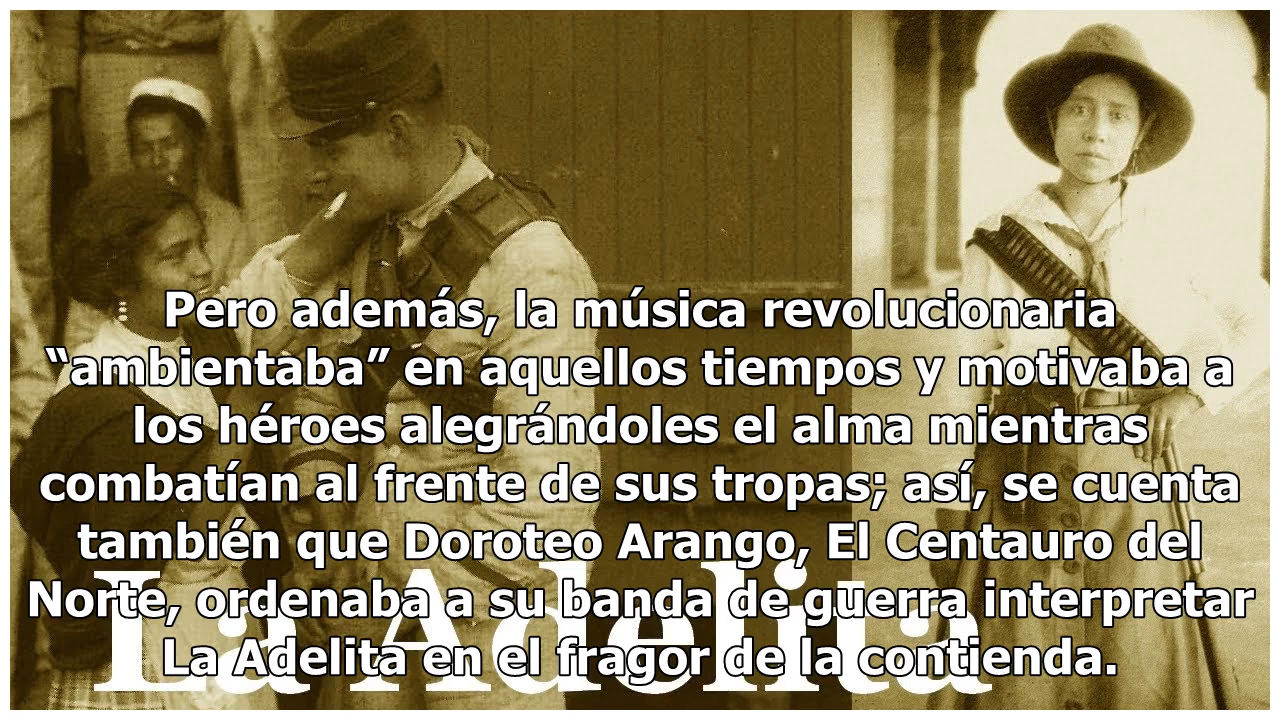 Pero además, la música revolucionaria
“ambientaba” en aquellos tiempos y motivaba a
los héroes alegrándoles el alma mientras
combatían al frente de sus tropas; así, se cuenta
también que Doroteo Arango, El Centauro del
Norte, ordenaba a su banda de guerra interpretar
La Adelita en el fragor de la contienda.
La Adelita